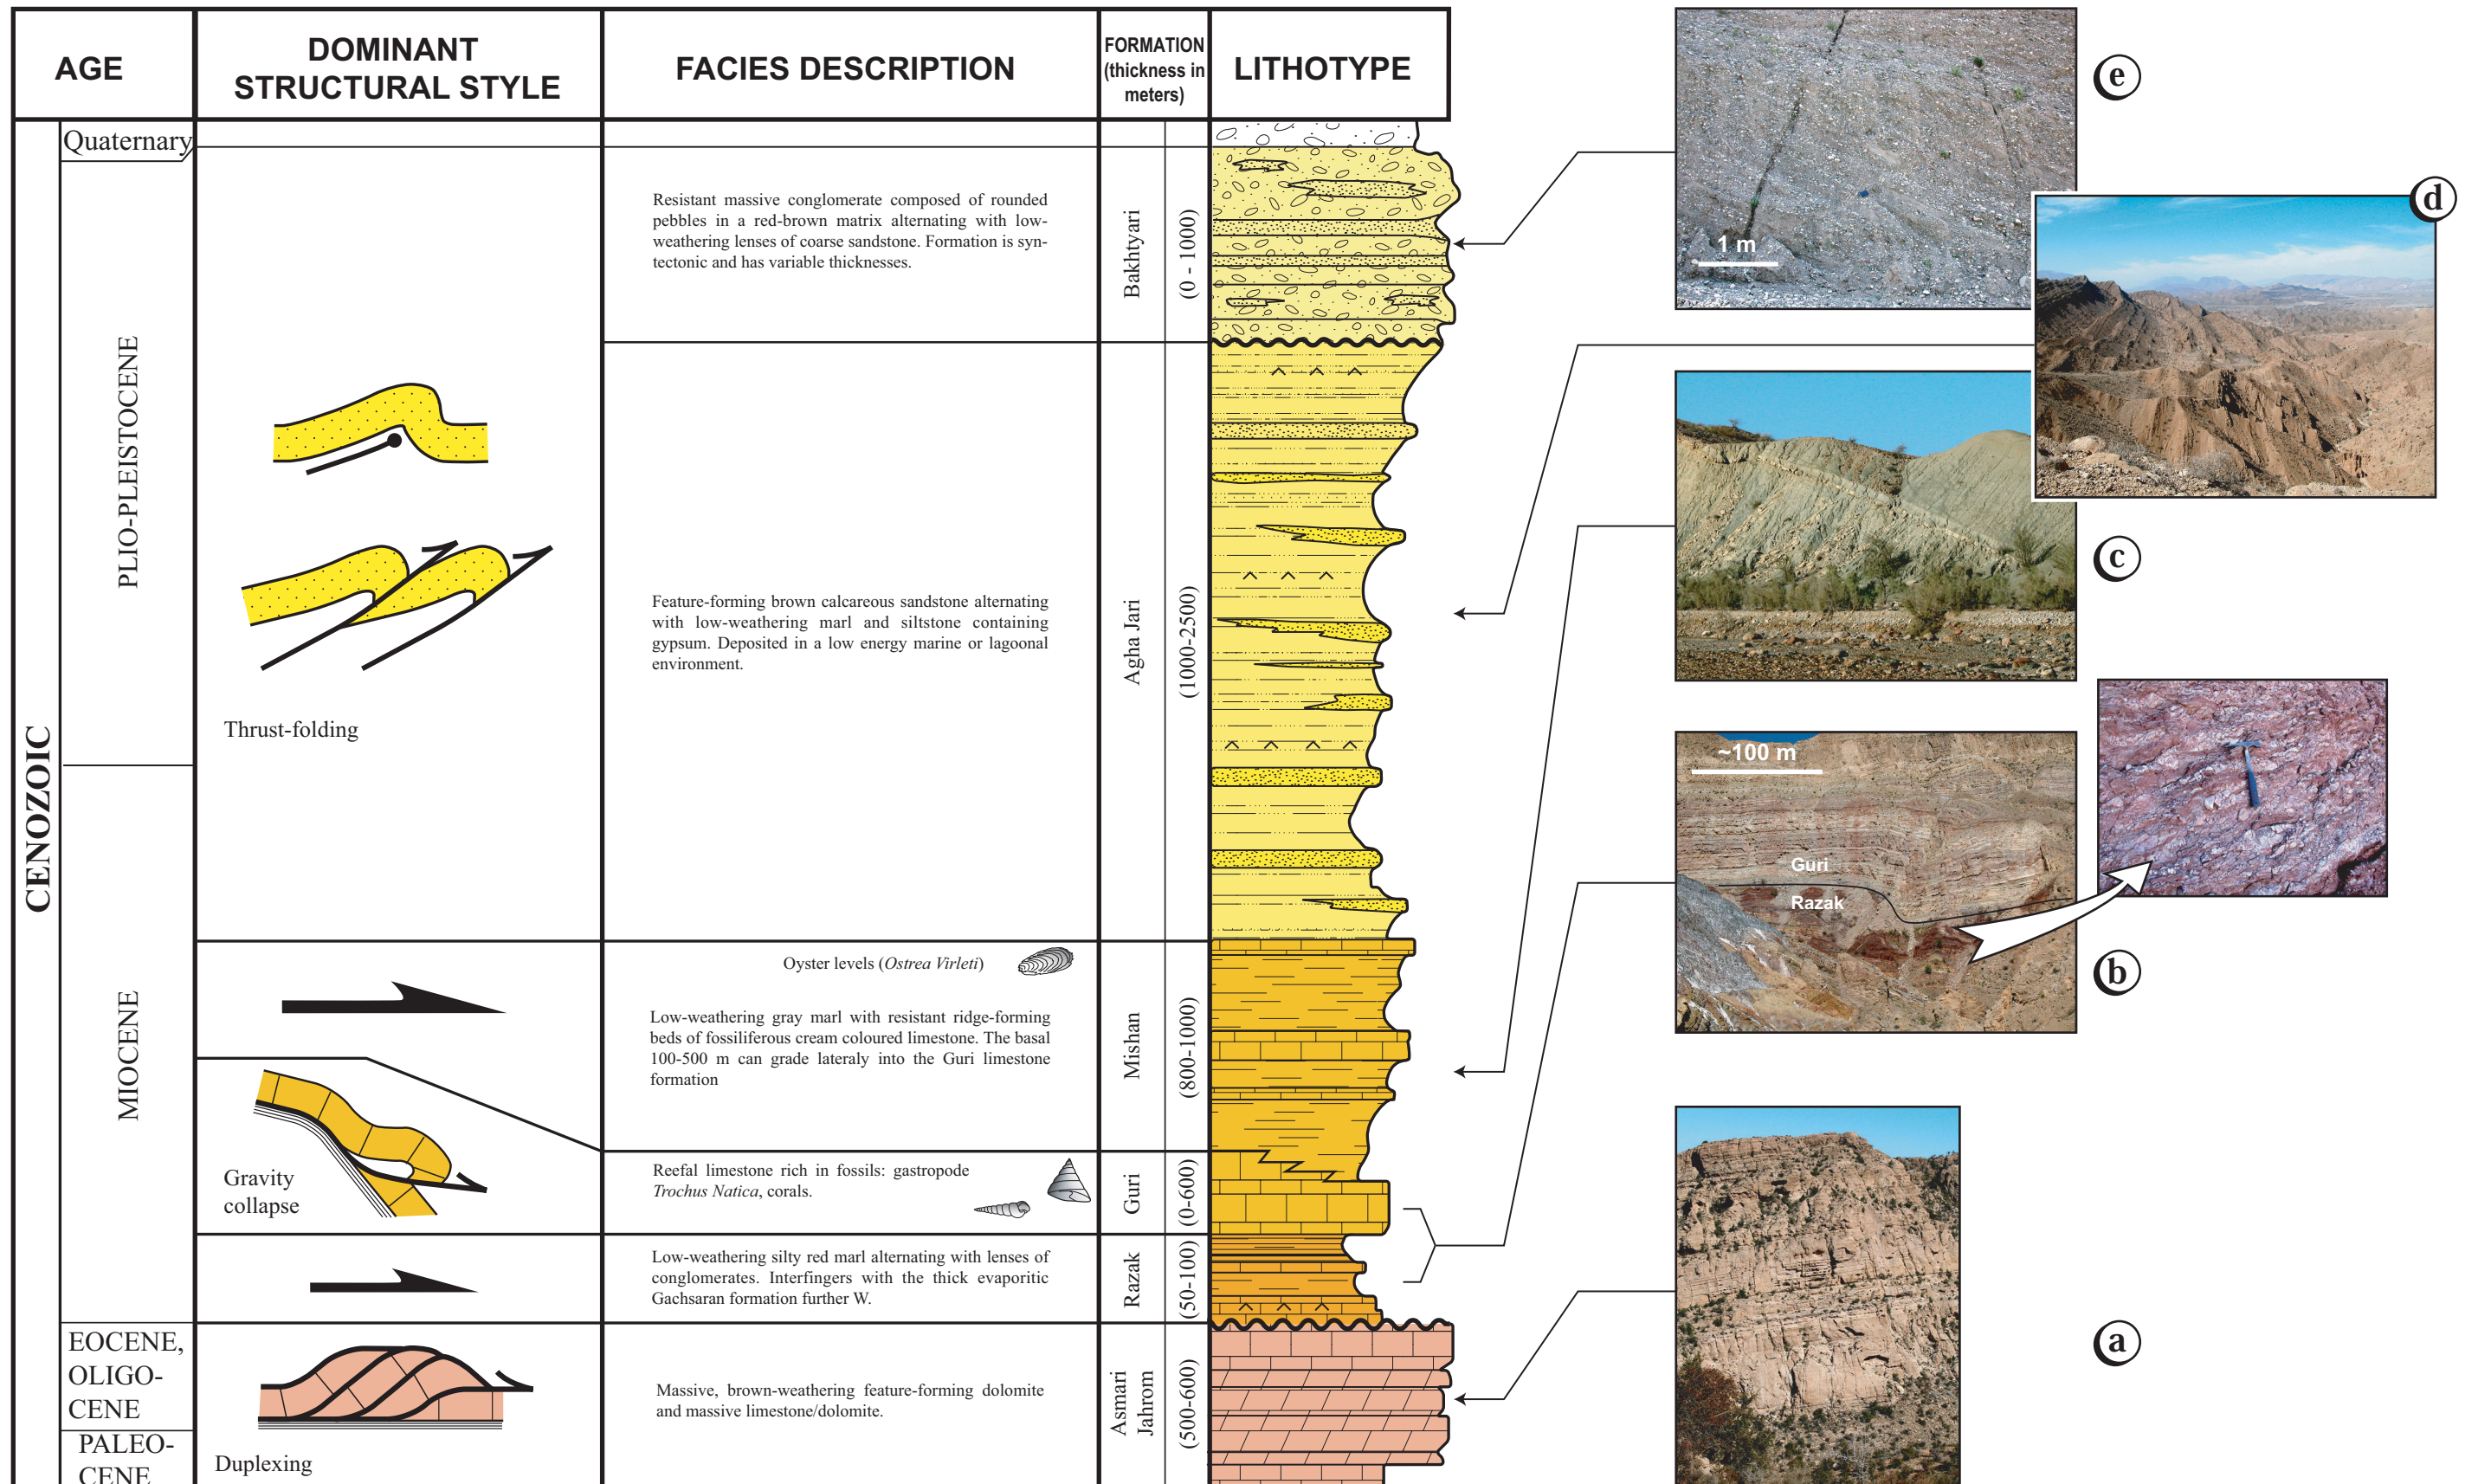 AGE
DOMINANT
STRUCTURAL STYLE
FACIES DESCRIPTION
FORMATION
(thickness in
meters)
LITHOTYPE
CENOZOIC
Quaternary
PLIO-PLEISTOCENE
MIOCENE
EOCENE,
OLIGO-
CENE
PALEO-
CENE
Thrust-folding
Gravity
collapse
Duplexing
Resistant massive conglomerate composed of rounded
pebbles in a red-brown matrix alternating with low-
weathering lenses of coarse sandstone. Formation is syn-
tectonic and has variable thicknesses.
Bakhtyari
(0 - 1000)
Feature-forming brown calcareous sandstone alternating
with low-weathering marl and siltstone containing
gypsum. Deposited in a low energy marine or lagoonal
environment.
Agha Jari
(1000-2500)
Oyster levels (Ostrea Virleti)
Low-weathering gray marl with resistant ridge-forming
beds of fossiliferous cream coloured limestone. The basal
100-500 m can grade lateraly into the Guri limestone
formation
Mishan
(800-1000)
Reefal limestone rich in fossils: gastropode
Trochus Natica, corals.
Guri
(0-600)
Low-weathering silty red marl alternating with lenses of
conglomerates. Interfingers with the thick evaporitic
Gachsaran formation further W.
Razak
(50-100)
Massive, brown-weathering feature-forming dolomite
and massive limestone/dolomite.
Asmari
Jahrom
(500-600)
1 m
e
d
c
~100 m
Guri
Razak
b
a